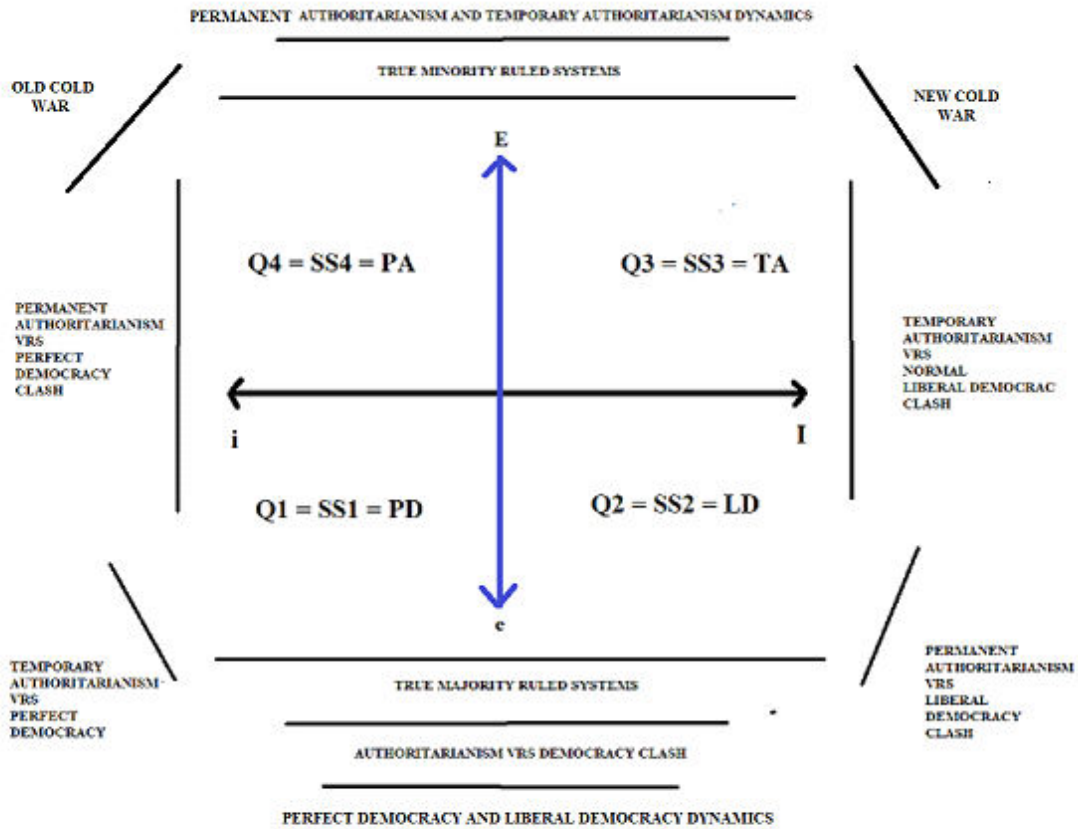 PERMANENT AUTHORITARIANISM AND TEMPORARY AUTHORITARIANISM DYNAMICS
TRUE MINORITY RULED SYSTEMS
OLD COLD
WAR
NEW COLD
WAR
E
Q4 = SS4 = PA
Q3 = SS3 = TA
PERMANENT
AUTHORITARIANISM
VRS
PERFECT
DEMOCRACY
CLASH
TEMPORARY
AUTHORITARIANISM
VRS
NORMAL
LIBERAL DEMOCRAC
CLASH
i
I
Q1 = SS1 = PD
Q2 = SS2 = LD
e
TEMPORARY
AUTHORITARIANISM
VRS
PERFECT
DEMOCRACY
PERMANENT
AUTHORITARIANISM
VRS
LIBERAL
DEMOCRACY
CLASH
TRUE MAJORITY RULED SYSTEMS
AUTHORITARIANISM VRS DEMOCRACY CLASH
PERFECT DEMOCRACY AND LIBERAL DEMOCRACY DYNAMICS